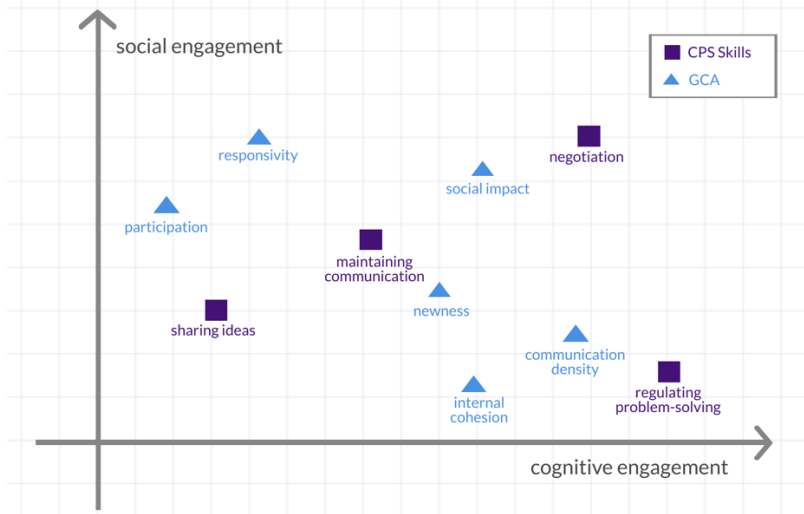 social engagement
CPS Skills
GCA
responsivity
negotiation
social impact
participation
maintaining
communication
newness
sharing ideas
communication
density
regulating
problem-solving
internal
cohesion
cognitive engagement